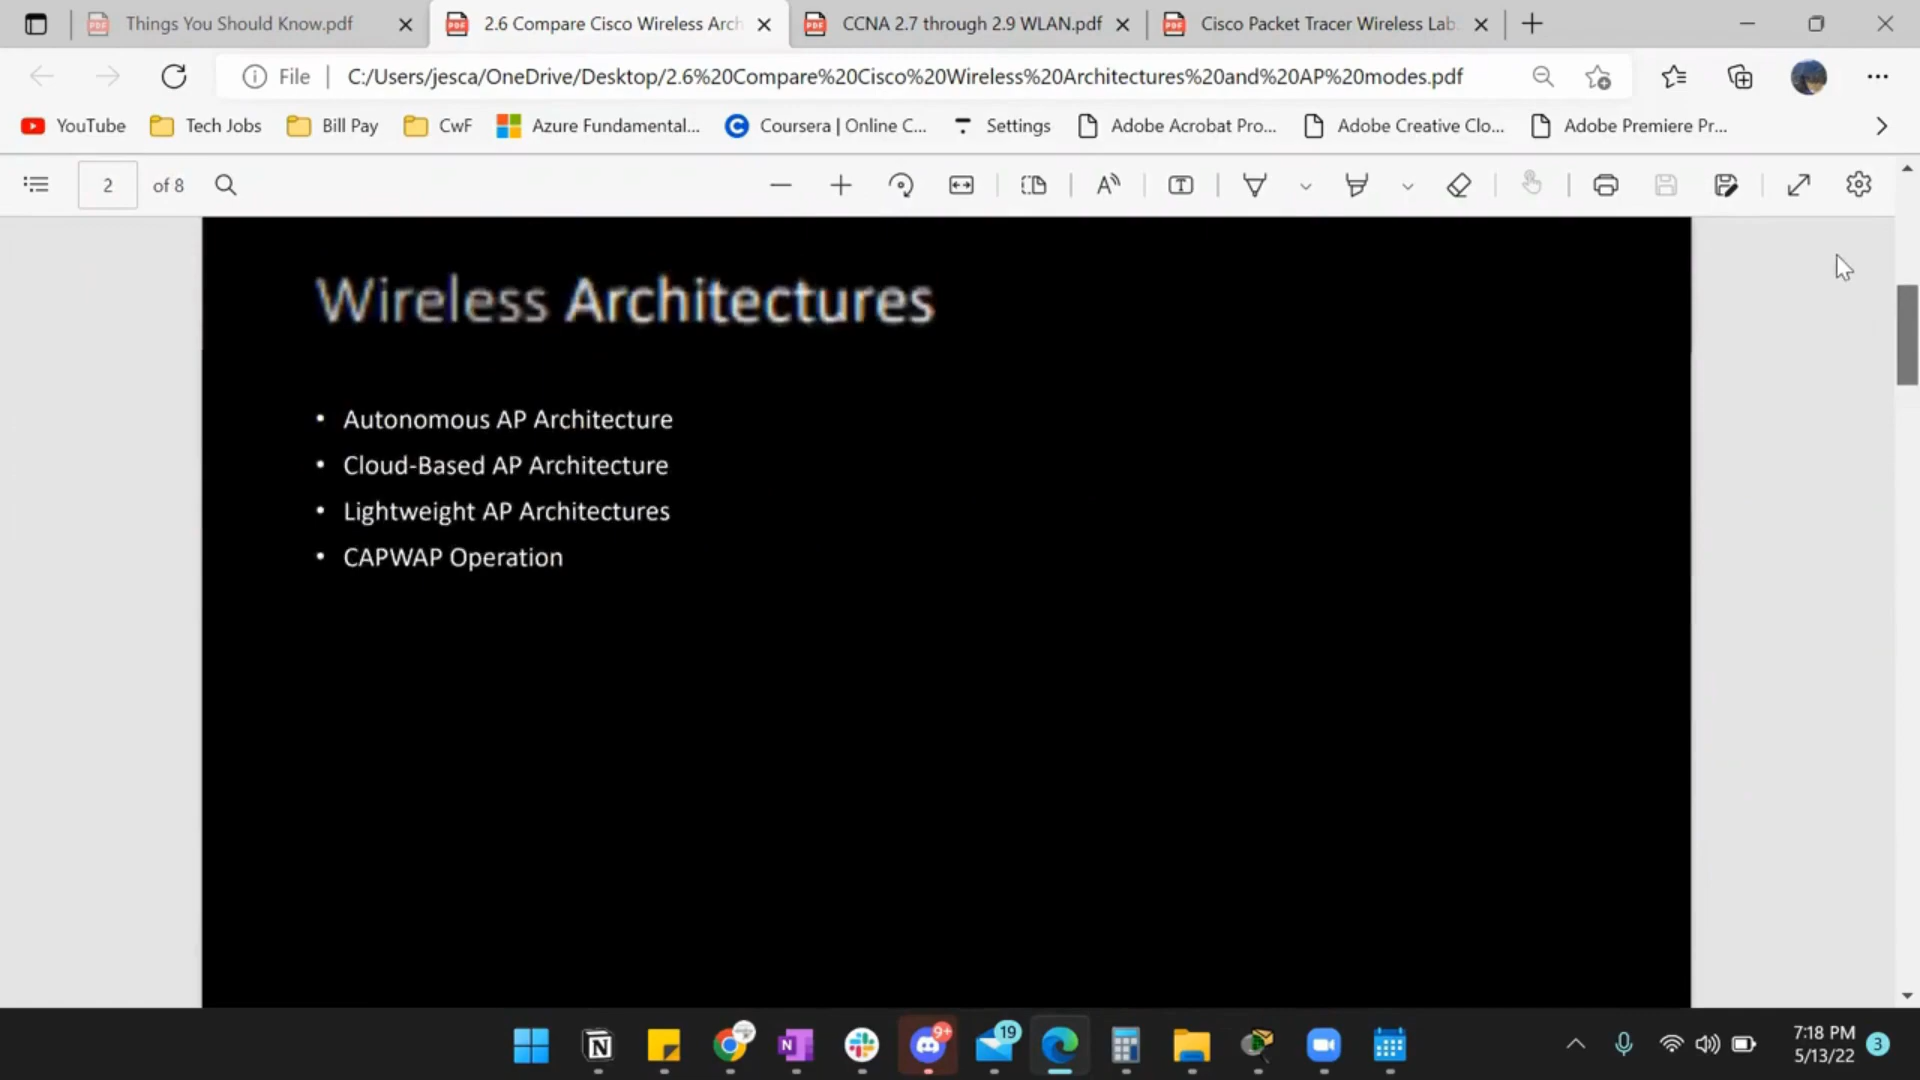 Things You Should Know.pdf
2.6 Compare Cisco Wireless Arch
CCNA 2.7 through 2.9 WLAN.pdf
Cisco Packet Tracer Wireless Lab.
File
C:/Users/jesca/OneDrive/Desktop/2.6%20Compare%20Cisco%20Wireless%20Architectures%20and%20AP%20modes.pdf
YouTube
Tech Jobs
Bill Pay
CwF
Azure Fundamental...
Coursera | Online C...
Settings
Adobe Acrobat Pro...
Adobe Creative Clo...
Adobe Premiere Pr...
2 of 8
Wireless Architectures
• Autonomous AP Architecture
• Cloud-Based AP Architecture
• Lightweight AP Architectures
• CAPWAP Operation
9+
19
7:18 PM
5/13/22
3